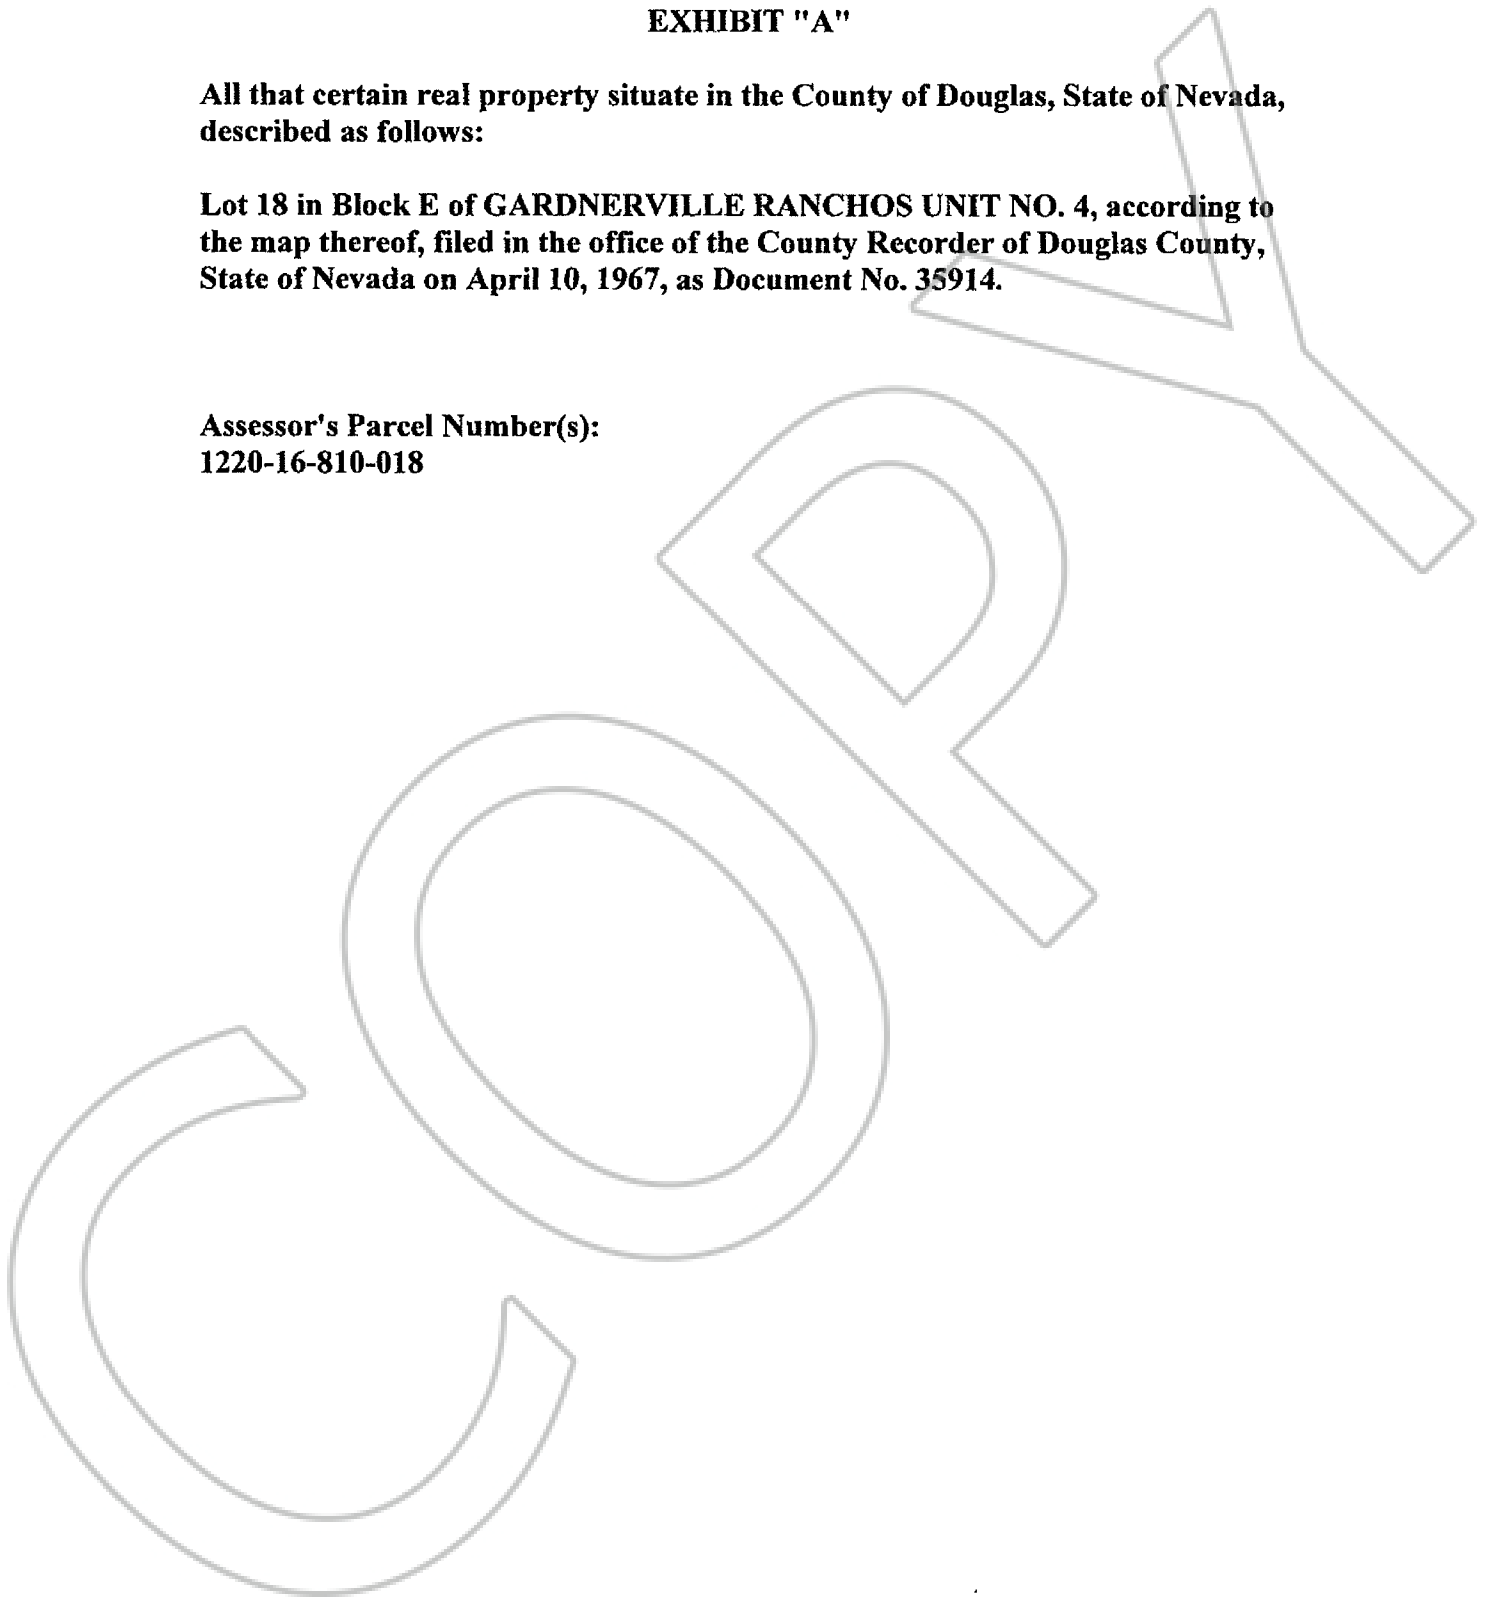 EXHIBIT "A"
All that certain real property situate in the County of Douglas, State of Nevada,
described as follows:
Lot 18 in Block E of GARDNERVILLE RANCHOS UNIT NO. 4, according to
the map thereof, filed in the office of the County Recorder of Douglas County,
State of Nevada on April 10, 1967, as Document No. 35914.
Assessor's Parcel Number(s):
1220-16-810-018
COPY